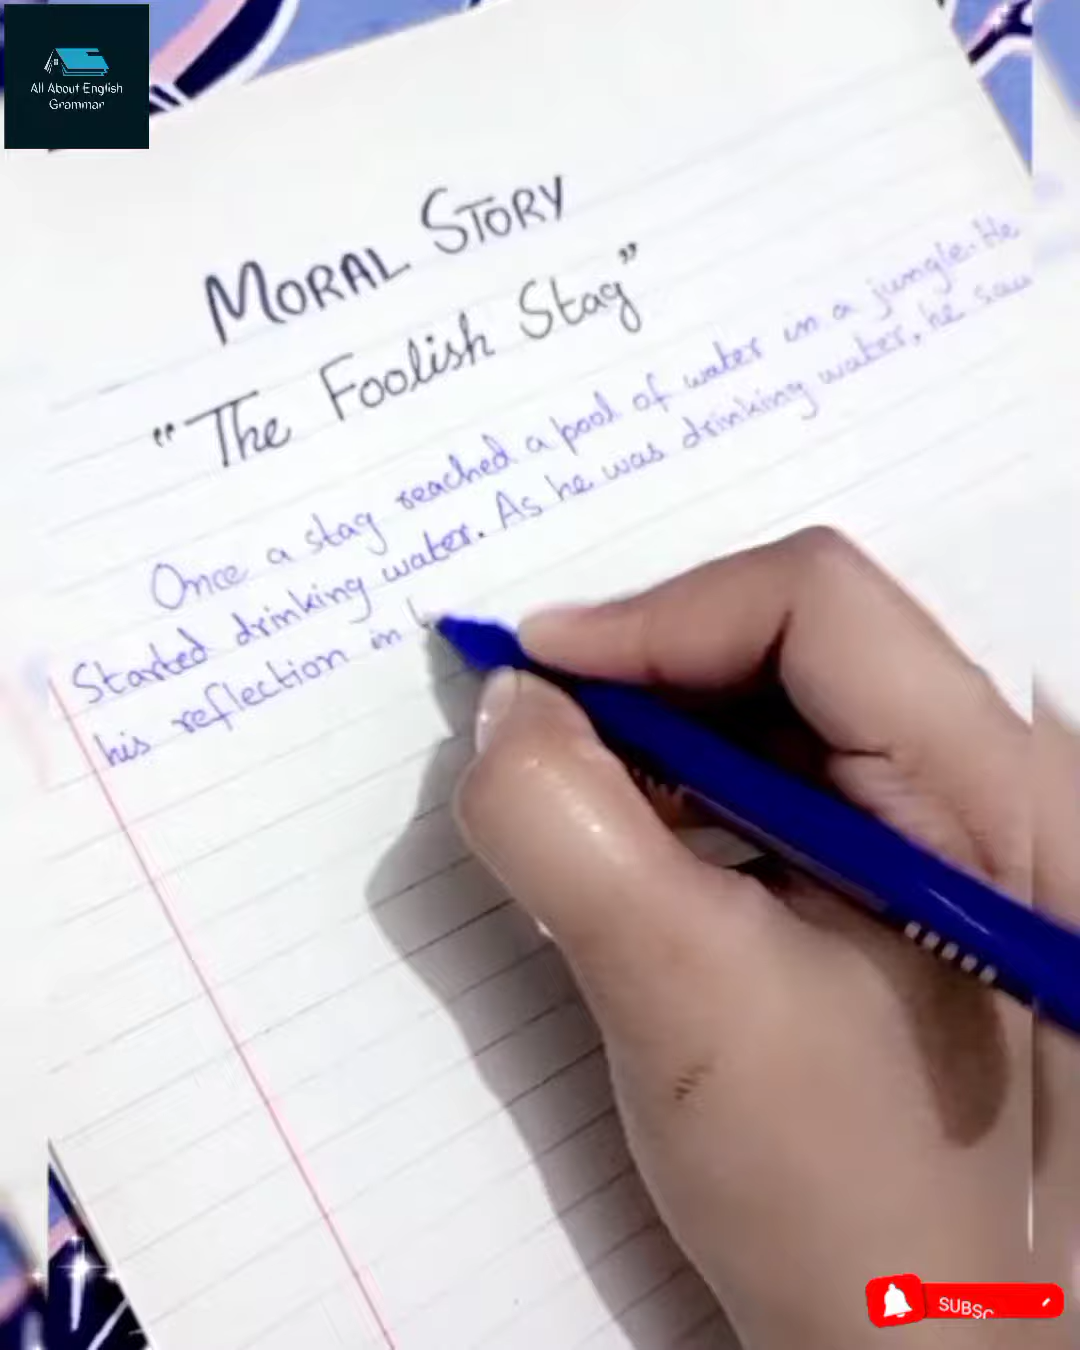 All About English
Grammar
MORAL STORY
"The Foolish Stag"
Once a stag reached a pool of water in a jungle. He
Started drinking water. As he was drinking water, he saw
his reflection in
SUBSC